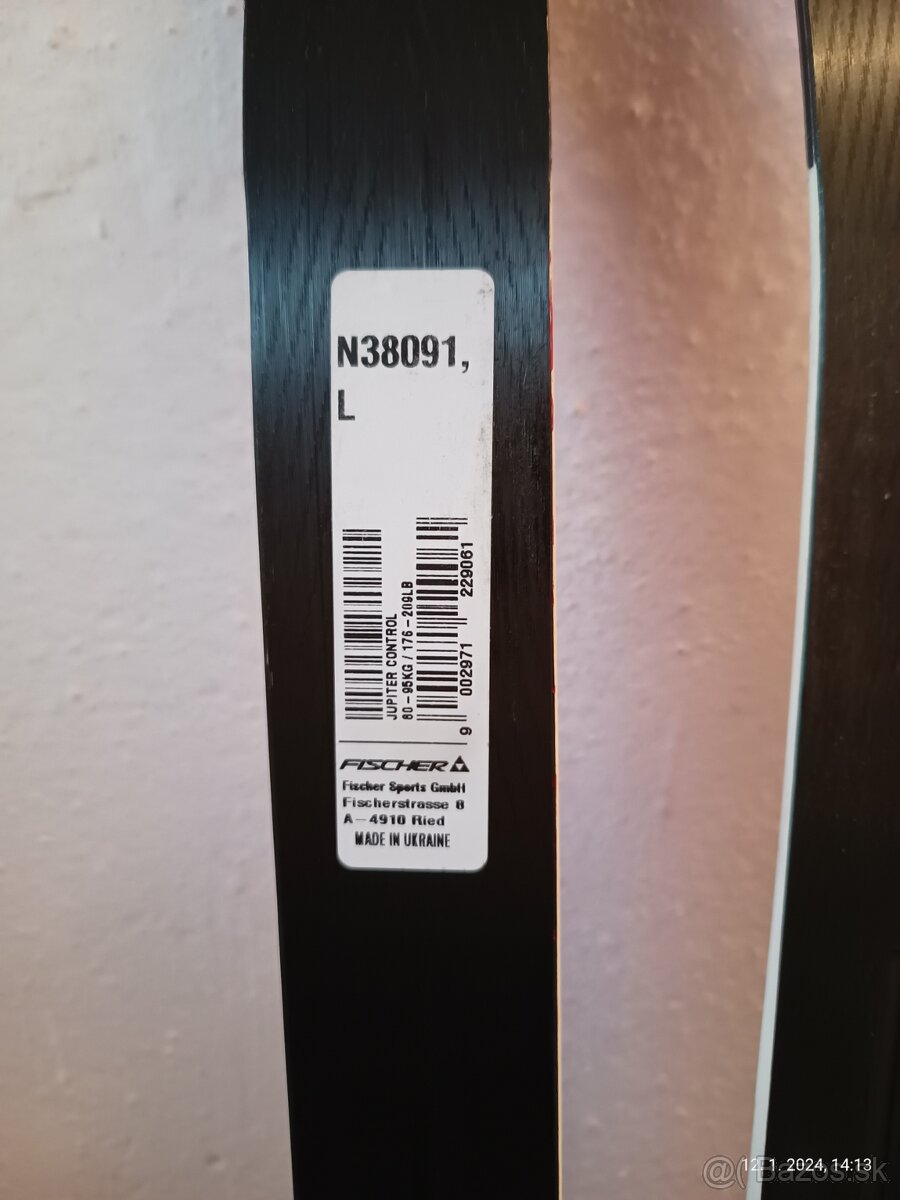 N38091,
L
JUPITER CONTROL
80-95KG / 176-209LB
9 002971 229061
FISCHER
Fischer Sports GmbH
Fischerstrasse 8
A-4910 Ried
MADE IN UKRAINE
12. 1. 2024, 14:13
Bazos.sk